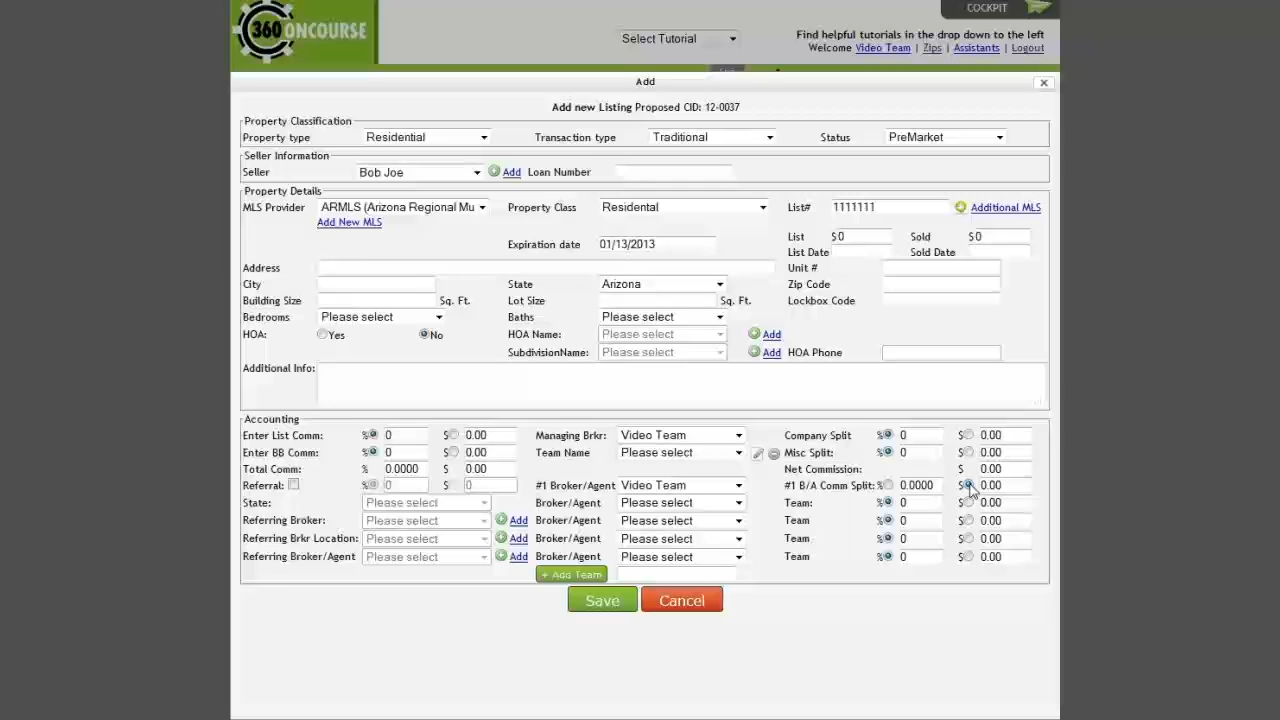 COCKPIT
360 ONCOURSE
Select Tutorial
Find helpful tutorials in the drop down to the left
Welcome Video Team | Zips | Assistants | Logout
Add
Add new Listing Proposed CID: 12-0037
Property Classification
Property type Residential Transaction type Traditional Status PreMarket
Seller Information
Seller Bob Joe Add Loan Number
Property Details
MLS Provider ARMLS (Arizona Regional Mu Property Class Residential List# 1111111 Additional MLS
Add New MLS
Expiration date 01/13/2013 List $0 Sold $0
List Date Sold Date
Address Unit #
City State Arizona Zip Code
Building Size Sq. Ft. Lot Size Sq. Ft. Lockbox Code
Bedrooms Please select Baths Please select
HOA: Yes No HOA Name: Please select Add
SubdivisionName: Please select Add HOA Phone
Additional Info:
Accounting
Enter List Comm: % 0 $ 0.00 Managing Brkr: Video Team Company Split % 0 $ 0.00
Enter BB Comm: % 0 $ 0.00 Team Name Please select Misc Split: % 0 $ 0.00
Total Comm: % 0.0000 $ 0.00 Net Commission: $ 0.00
Referral: % 0 $ 0 #1 Broker/Agent Video Team #1 B/A Comm Split: % 0.0000 $ 0.00
State: Please select Broker/Agent Please select Team: % 0 $ 0.00
Referring Broker: Please select Add Broker/Agent Please select Team % 0 $ 0.00
Referring Brkr Location: Please select Add Broker/Agent Please select Team % 0 $ 0.00
Referring Broker/Agent Please select Add Broker/Agent Please select Team % 0 $ 0.00
+ Add Team
Save Cancel